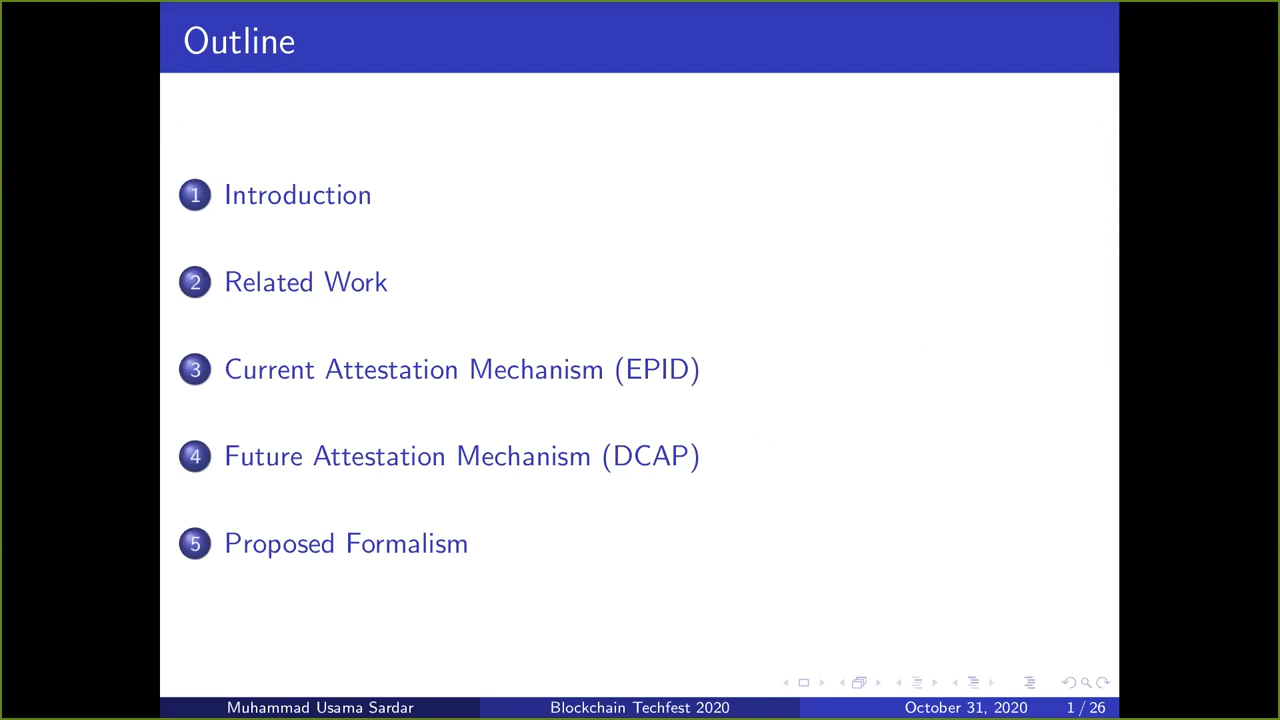 Outline
1 Introduction
2 Related Work
3 Current Attestation Mechanism (EPID)
4 Future Attestation Mechanism (DCAP)
5 Proposed Formalism
Muhammad Usama Sardar Blockchain Techfest 2020 October 31, 2020 1 / 26